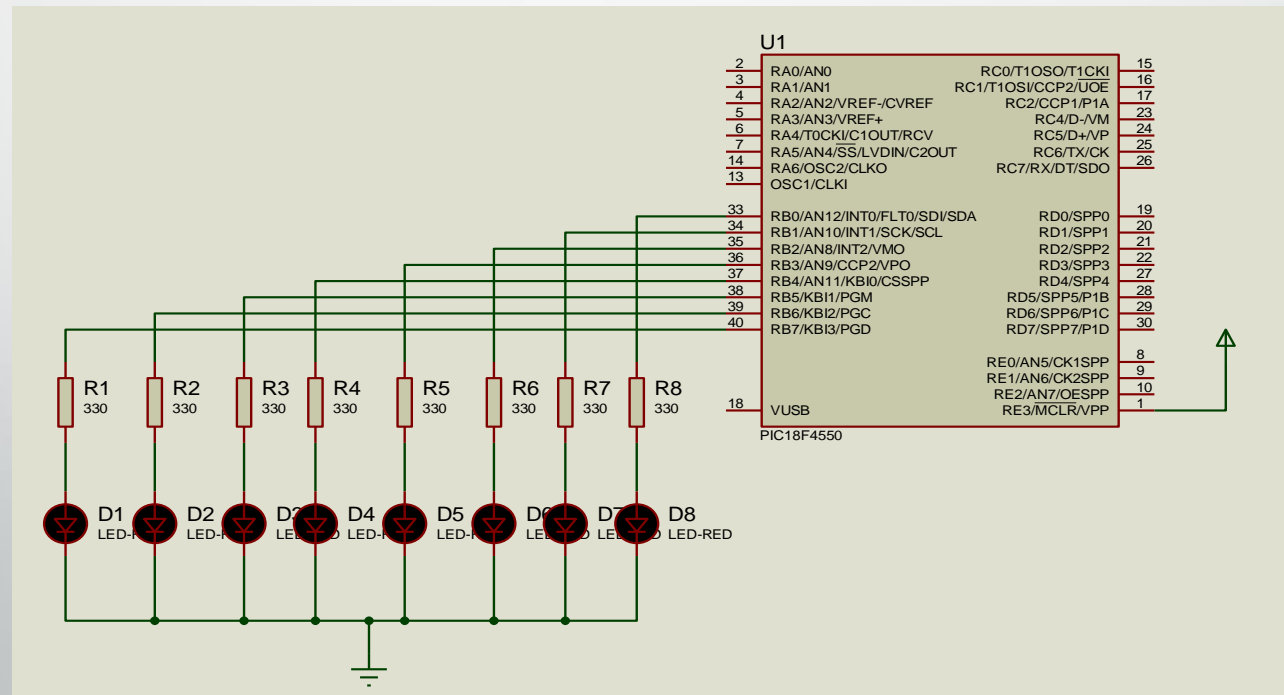 U1
2 RA0/AN0 RC0/T1OSO/T1CKI 15
3 RA1/AN1 RC1/T1OSI/CCP2/UOE 16
4 RA2/AN2/VREF-/CVREF RC2/CCP1/P1A 17
5 RA3/AN3/VREF+ RC4/D-/VM 23
6 RA4/T0CKI/C1OUT/RCV RC5/D+/VP 24
7 RA5/AN4/SS/LVDIN/C2OUT RC6/TX/CK 25
14 RA6/OSC2/CLKO RC7/RX/DT/SDO 26
13 OSC1/CLKI
33 RB0/AN12/INT0/FLT0/SDI/SDA RD0/SPP0 19
34 RB1/AN10/INT1/SCK/SCL RD1/SPP1 20
35 RB2/AN8/INT2/VMO RD2/SPP2 21
36 RB3/AN9/CCP2/VPO RD3/SPP3 22
37 RB4/AN11/KBI0/CSSPP RD4/SPP4 27
38 RB5/KBI1/PGM RD5/SPP5/P1B 28
39 RB6/KBI2/PGC RD6/SPP6/P1C 29
40 RB7/KBI3/PGD RD7/SPP7/P1D 30
RE0/AN5/CK1SPP 8
RE1/AN6/CK2SPP 9
RE2/AN7/OESPP 10
18 VUSB RE3/MCLR/VPP 1
PIC18F4550
R1 R2 R3 R4 R5 R6 R7 R8
330 330 330 330 330 330 330 330
D1 D2 D3 D4 D5 D6 D7 D8
LED-RED